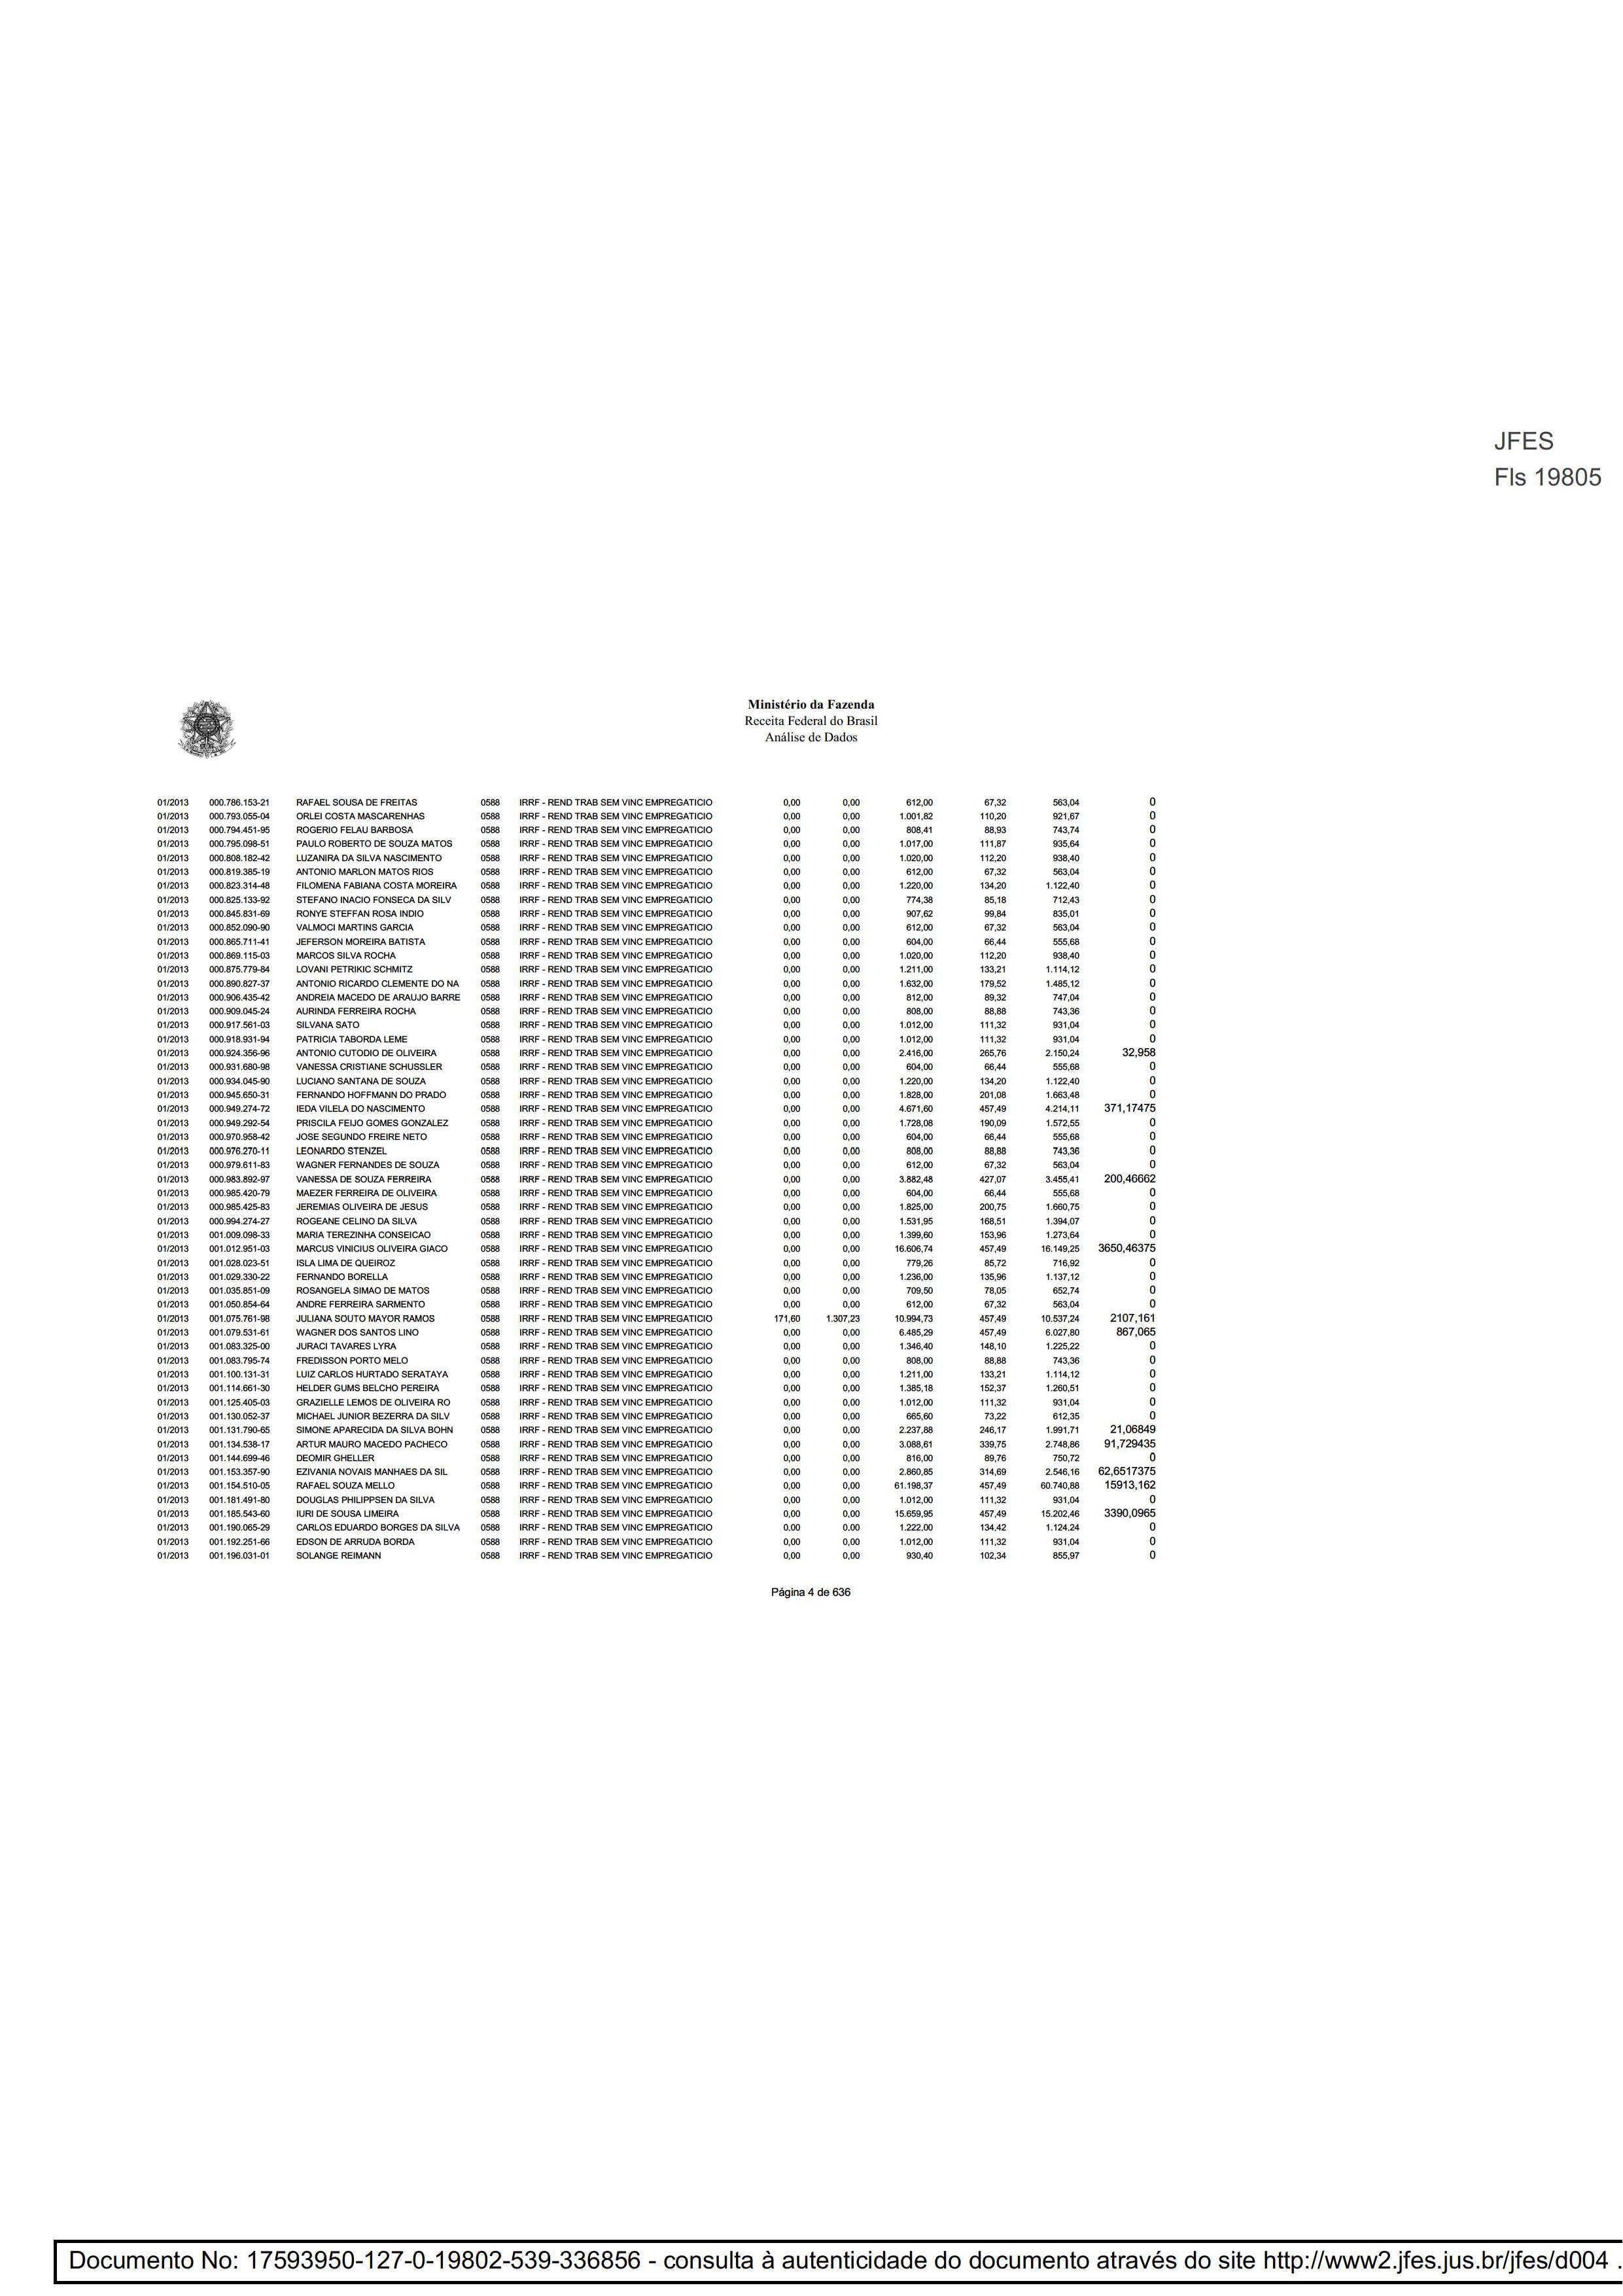 JFES
Fls 19805
Ministério da Fazenda
Receita Federal do Brasil
Análise de Dados
01/2013 000.786.153-21 RAFAEL SOUSA DE FREITAS 0588 IRRF - REND TRAB SEM VINC EMPREGATICIO 0,00 0,00 612,00 67,32 563,04 0
01/2013 000.793.055-04 ORLEI COSTA MASCARENHAS 0588 IRRF - REND TRAB SEM VINC EMPREGATICIO 0,00 0,00 1.001,82 110,20 921,67 0
01/2013 000.794.451-95 ROGERIO FELAU BARBOSA 0588 IRRF - REND TRAB SEM VINC EMPREGATICIO 0,00 0,00 808,41 88,93 743,74 0
01/2013 000.795.098-51 PAULO ROBERTO DE SOUZA MATOS 0588 IRRF - REND TRAB SEM VINC EMPREGATICIO 0,00 0,00 1.017,00 111,87 935,64 0
01/2013 000.808.182-42 LUZANIRA DA SILVA NASCIMENTO 0588 IRRF - REND TRAB SEM VINC EMPREGATICIO 0,00 0,00 1.020,00 112,20 938,40 0
01/2013 000.819.385-19 ANTONIO MARLON MATOS RIOS 0588 IRRF - REND TRAB SEM VINC EMPREGATICIO 0,00 0,00 612,00 67,32 563,04 0
01/2013 000.823.314-48 FILOMENA FABIANA COSTA MOREIRA 0588 IRRF - REND TRAB SEM VINC EMPREGATICIO 0,00 0,00 1.220,00 134,20 1.122,40 0
01/2013 000.825.133-92 STEFANO INACIO FONSECA DA SILV 0588 IRRF - REND TRAB SEM VINC EMPREGATICIO 0,00 0,00 774,38 85,18 712,43 0
01/2013 000.845.831-69 RONYE STEFFAN ROSA INDIO 0588 IRRF - REND TRAB SEM VINC EMPREGATICIO 0,00 0,00 907,62 99,84 835,01 0
01/2013 000.852.090-90 VALMOCI MARTINS GARCIA 0588 IRRF - REND TRAB SEM VINC EMPREGATICIO 0,00 0,00 612,00 67,32 563,04 0
01/2013 000.865.711-41 JEFERSON MOREIRA BATISTA 0588 IRRF - REND TRAB SEM VINC EMPREGATICIO 0,00 0,00 604,00 66,44 555,68 0
01/2013 000.869.115-03 MARCOS SILVA ROCHA 0588 IRRF - REND TRAB SEM VINC EMPREGATICIO 0,00 0,00 1.020,00 112,20 938,40 0
01/2013 000.875.779-84 LOVANI PETRIKIC SCHMITZ 0588 IRRF - REND TRAB SEM VINC EMPREGATICIO 0,00 0,00 1.211,00 133,21 1.114,12 0
01/2013 000.890.827-37 ANTONIO RICARDO CLEMENTE DO NA 0588 IRRF - REND TRAB SEM VINC EMPREGATICIO 0,00 0,00 1.632,00 179,52 1.485,12 0
01/2013 000.906.435-42 ANDREIA MACEDO DE ARAUJO BARRE 0588 IRRF - REND TRAB SEM VINC EMPREGATICIO 0,00 0,00 812,00 89,32 747,04 0
01/2013 000.909.045-24 AURINDA FERREIRA ROCHA 0588 IRRF - REND TRAB SEM VINC EMPREGATICIO 0,00 0,00 808,00 88,88 743,36 0
01/2013 000.917.561-03 SILVANA SATO 0588 IRRF - REND TRAB SEM VINC EMPREGATICIO 0,00 0,00 1.012,00 111,32 931,04 0
01/2013 000.918.931-94 PATRICIA TABORDA LEME 0588 IRRF - REND TRAB SEM VINC EMPREGATICIO 0,00 0,00 1.012,00 111,32 931,04 0
01/2013 000.924.356-96 ANTONIO CUTODIO DE OLIVEIRA 0588 IRRF - REND TRAB SEM VINC EMPREGATICIO 0,00 0,00 2.416,00 265,76 2.150,24 32,958
01/2013 000.931.680-98 VANESSA CRISTIANE SCHUSSLER 0588 IRRF - REND TRAB SEM VINC EMPREGATICIO 0,00 0,00 604,00 66,44 555,68 0
01/2013 000.934.045-90 LUCIANO SANTANA DE SOUZA 0588 IRRF - REND TRAB SEM VINC EMPREGATICIO 0,00 0,00 1.220,00 134,20 1.122,40 0
01/2013 000.945.650-31 FERNANDO HOFFMANN DO PRADO 0588 IRRF - REND TRAB SEM VINC EMPREGATICIO 0,00 0,00 1.828,00 201,08 1.663,48 0
01/2013 000.949.274-72 IEDA VILELA DO NASCIMENTO 0588 IRRF - REND TRAB SEM VINC EMPREGATICIO 0,00 0,00 4.671,60 457,49 4.214,11 371,17475
01/2013 000.949.292-54 PRISCILA FEIJO GOMES GONZALEZ 0588 IRRF - REND TRAB SEM VINC EMPREGATICIO 0,00 0,00 1.728,08 190,09 1.572,55 0
01/2013 000.970.958-42 JOSE SEGUNDO FREIRE NETO 0588 IRRF - REND TRAB SEM VINC EMPREGATICIO 0,00 0,00 604,00 66,44 555,68 0
01/2013 000.976.270-11 LEONARDO STENZEL 0588 IRRF - REND TRAB SEM VINC EMPREGATICIO 0,00 0,00 808,00 88,88 743,36 0
01/2013 000.979.611-83 WAGNER FERNANDES DE SOUZA 0588 IRRF - REND TRAB SEM VINC EMPREGATICIO 0,00 0,00 612,00 67,32 563,04 0
01/2013 000.983.892-97 VANESSA DE SOUZA FERREIRA 0588 IRRF - REND TRAB SEM VINC EMPREGATICIO 0,00 0,00 3.882,48 427,07 3.455,41 200,46662
01/2013 000.985.420-79 MAEZER FERREIRA DE OLIVEIRA 0588 IRRF - REND TRAB SEM VINC EMPREGATICIO 0,00 0,00 604,00 66,44 555,68 0
01/2013 000.985.425-83 JEREMIAS OLIVEIRA DE JESUS 0588 IRRF - REND TRAB SEM VINC EMPREGATICIO 0,00 0,00 1.825,00 200,75 1.660,75 0
01/2013 000.994.274-27 ROGEANE CELINO DA SILVA 0588 IRRF - REND TRAB SEM VINC EMPREGATICIO 0,00 0,00 1.531,95 168,51 1.394,07 0
01/2013 001.009.098-33 MARIA TEREZINHA CONSEICAO 0588 IRRF - REND TRAB SEM VINC EMPREGATICIO 0,00 0,00 1.399,60 153,96 1.273,64 0
01/2013 001.012.951-03 MARCUS VINICIUS OLIVEIRA GIACO 0588 IRRF - REND TRAB SEM VINC EMPREGATICIO 0,00 0,00 16.606,74 457,49 16.149,25 3650,46375
01/2013 001.028.023-51 ISLA LIMA DE QUEIROZ 0588 IRRF - REND TRAB SEM VINC EMPREGATICIO 0,00 0,00 779,26 85,72 716,92 0
01/2013 001.029.330-22 FERNANDO BORELLA 0588 IRRF - REND TRAB SEM VINC EMPREGATICIO 0,00 0,00 1.236,00 135,96 1.137,12 0
01/2013 001.035.851-09 ROSANGELA SIMAO DE MATOS 0588 IRRF - REND TRAB SEM VINC EMPREGATICIO 0,00 0,00 709,50 78,05 652,74 0
01/2013 001.050.854-64 ANDRE FERREIRA SARMENTO 0588 IRRF - REND TRAB SEM VINC EMPREGATICIO 0,00 0,00 612,00 67,32 563,04 0
01/2013 001.075.761-98 JULIANA SOUTO MAYOR RAMOS 0588 IRRF - REND TRAB SEM VINC EMPREGATICIO 171,60 1.307,23 10.994,73 457,49 10.537,24 2107,161
01/2013 001.079.531-61 WAGNER DOS SANTOS LINO 0588 IRRF - REND TRAB SEM VINC EMPREGATICIO 0,00 0,00 6.485,29 457,49 6.027,80 867,065
01/2013 001.083.325-00 JURACI TAVARES LYRA 0588 IRRF - REND TRAB SEM VINC EMPREGATICIO 0,00 0,00 1.346,40 148,10 1.225,22 0
01/2013 001.083.795-74 FREDISSON PORTO MELO 0588 IRRF - REND TRAB SEM VINC EMPREGATICIO 0,00 0,00 808,00 88,88 743,36 0
01/2013 001.100.131-31 LUIZ CARLOS HURTADO SERATAYA 0588 IRRF - REND TRAB SEM VINC EMPREGATICIO 0,00 0,00 1.211,00 133,21 1.114,12 0
01/2013 001.114.661-30 HELDER GUMS BELCHO PEREIRA 0588 IRRF - REND TRAB SEM VINC EMPREGATICIO 0,00 0,00 1.385,18 152,37 1.260,51 0
01/2013 001.125.405-03 GRAZIELLE LEMOS DE OLIVEIRA RO 0588 IRRF - REND TRAB SEM VINC EMPREGATICIO 0,00 0,00 1.012,00 111,32 931,04 0
01/2013 001.130.052-37 MICHAEL JUNIOR BEZERRA DA SILV 0588 IRRF - REND TRAB SEM VINC EMPREGATICIO 0,00 0,00 665,60 73,22 612,35 0
01/2013 001.131.790-65 SIMONE APARECIDA DA SILVA BOHN 0588 IRRF - REND TRAB SEM VINC EMPREGATICIO 0,00 0,00 2.237,88 246,17 1.991,71 21,06849
01/2013 001.134.538-17 ARTUR MAURO MACEDO PACHECO 0588 IRRF - REND TRAB SEM VINC EMPREGATICIO 0,00 0,00 3.088,61 339,75 2.748,86 91,729435
01/2013 001.144.699-46 DEOMIR GHELLER 0588 IRRF - REND TRAB SEM VINC EMPREGATICIO 0,00 0,00 816,00 89,76 750,72 0
01/2013 001.153.357-90 EZIVANIA NOVAIS MANHAES DA SIL 0588 IRRF - REND TRAB SEM VINC EMPREGATICIO 0,00 0,00 2.860,85 314,69 2.546,16 62,6517375
01/2013 001.154.510-05 RAFAEL SOUZA MELLO 0588 IRRF - REND TRAB SEM VINC EMPREGATICIO 0,00 0,00 61.198,37 457,49 60.740,88 15913,162
01/2013 001.181.491-80 DOUGLAS PHILIPPSEN DA SILVA 0588 IRRF - REND TRAB SEM VINC EMPREGATICIO 0,00 0,00 1.012,00 111,32 931,04 0
01/2013 001.185.543-60 IURI DE SOUSA LIMEIRA 0588 IRRF - REND TRAB SEM VINC EMPREGATICIO 0,00 0,00 15.659,95 457,49 15.202,46 3390,0965
01/2013 001.190.065-29 CARLOS EDUARDO BORGES DA SILVA 0588 IRRF - REND TRAB SEM VINC EMPREGATICIO 0,00 0,00 1.222,00 134,42 1.124,24 0
01/2013 001.192.251-66 EDSON DE ARRUDA BORDA 0588 IRRF - REND TRAB SEM VINC EMPREGATICIO 0,00 0,00 1.012,00 111,32 931,04 0
01/2013 001.196.031-01 SOLANGE REIMANN 0588 IRRF - REND TRAB SEM VINC EMPREGATICIO 0,00 0,00 930,40 102,34 855,97 0
Página 4 de 636
Documento No: 17593950-127-0-19802-539-336856 - consulta à autenticidade do documento através do site http://www2.jfes.jus.br/jfes/d004 .